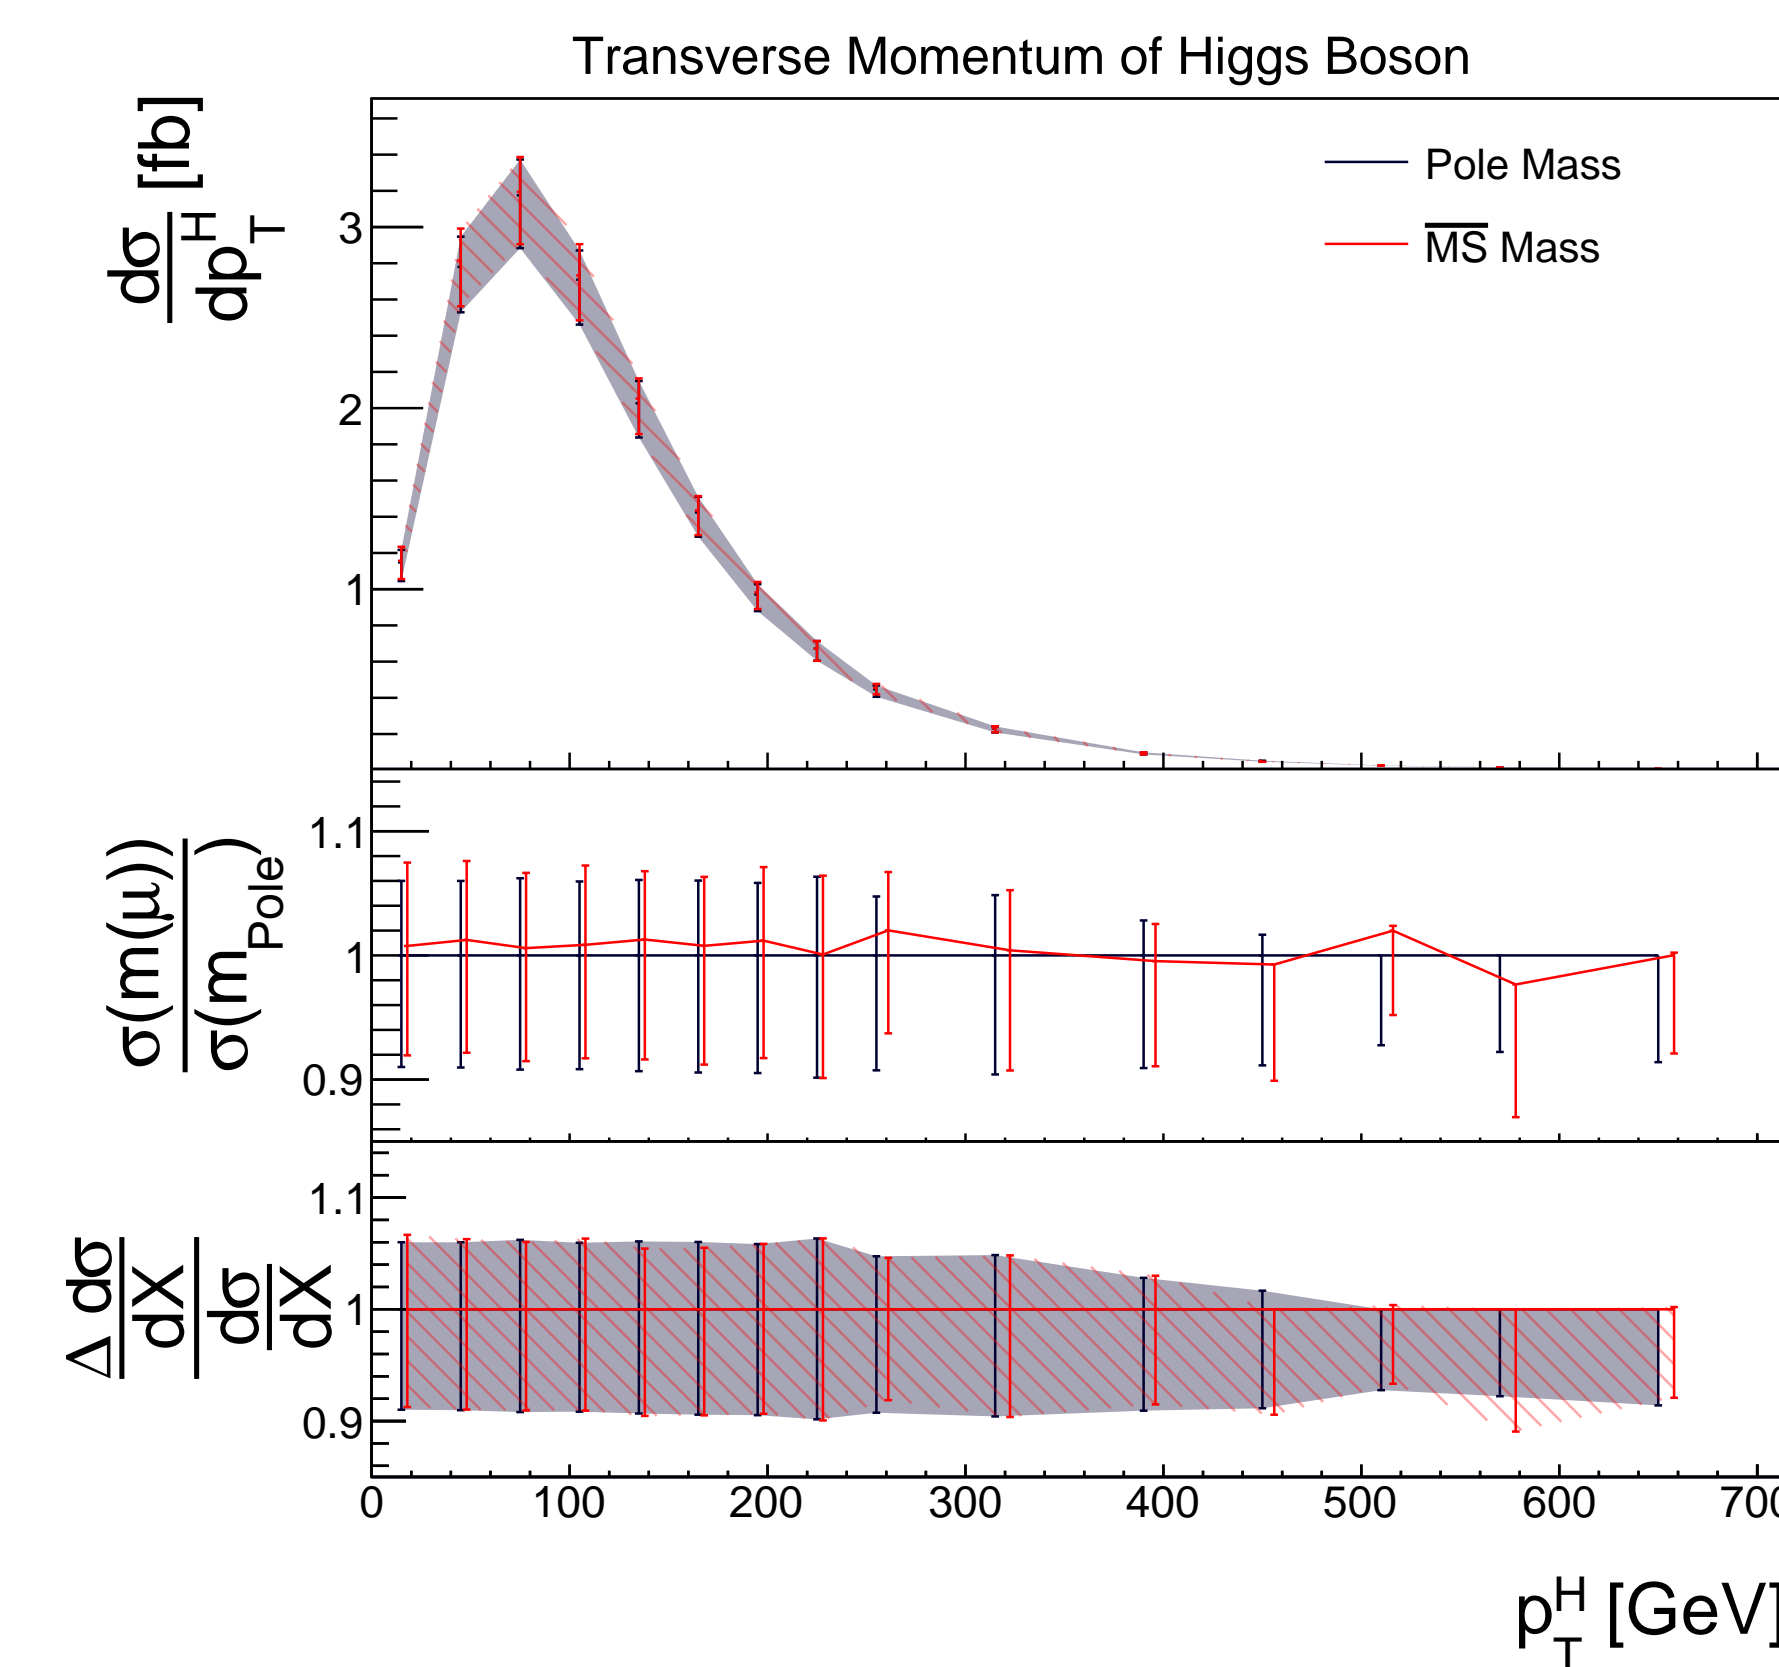 Transverse Momentum of Higgs Boson
dσ
dp_T^H [fb]
Pole Mass
M̅S̅ Mass
3
2
1
σ(m(μ))
σ(m_Pole)
1.1
1
0.9
Δ dσ
dX
dσ
dX
1.1
1
0.9
0 100 200 300 400 500 600 700
p_T^H [GeV]